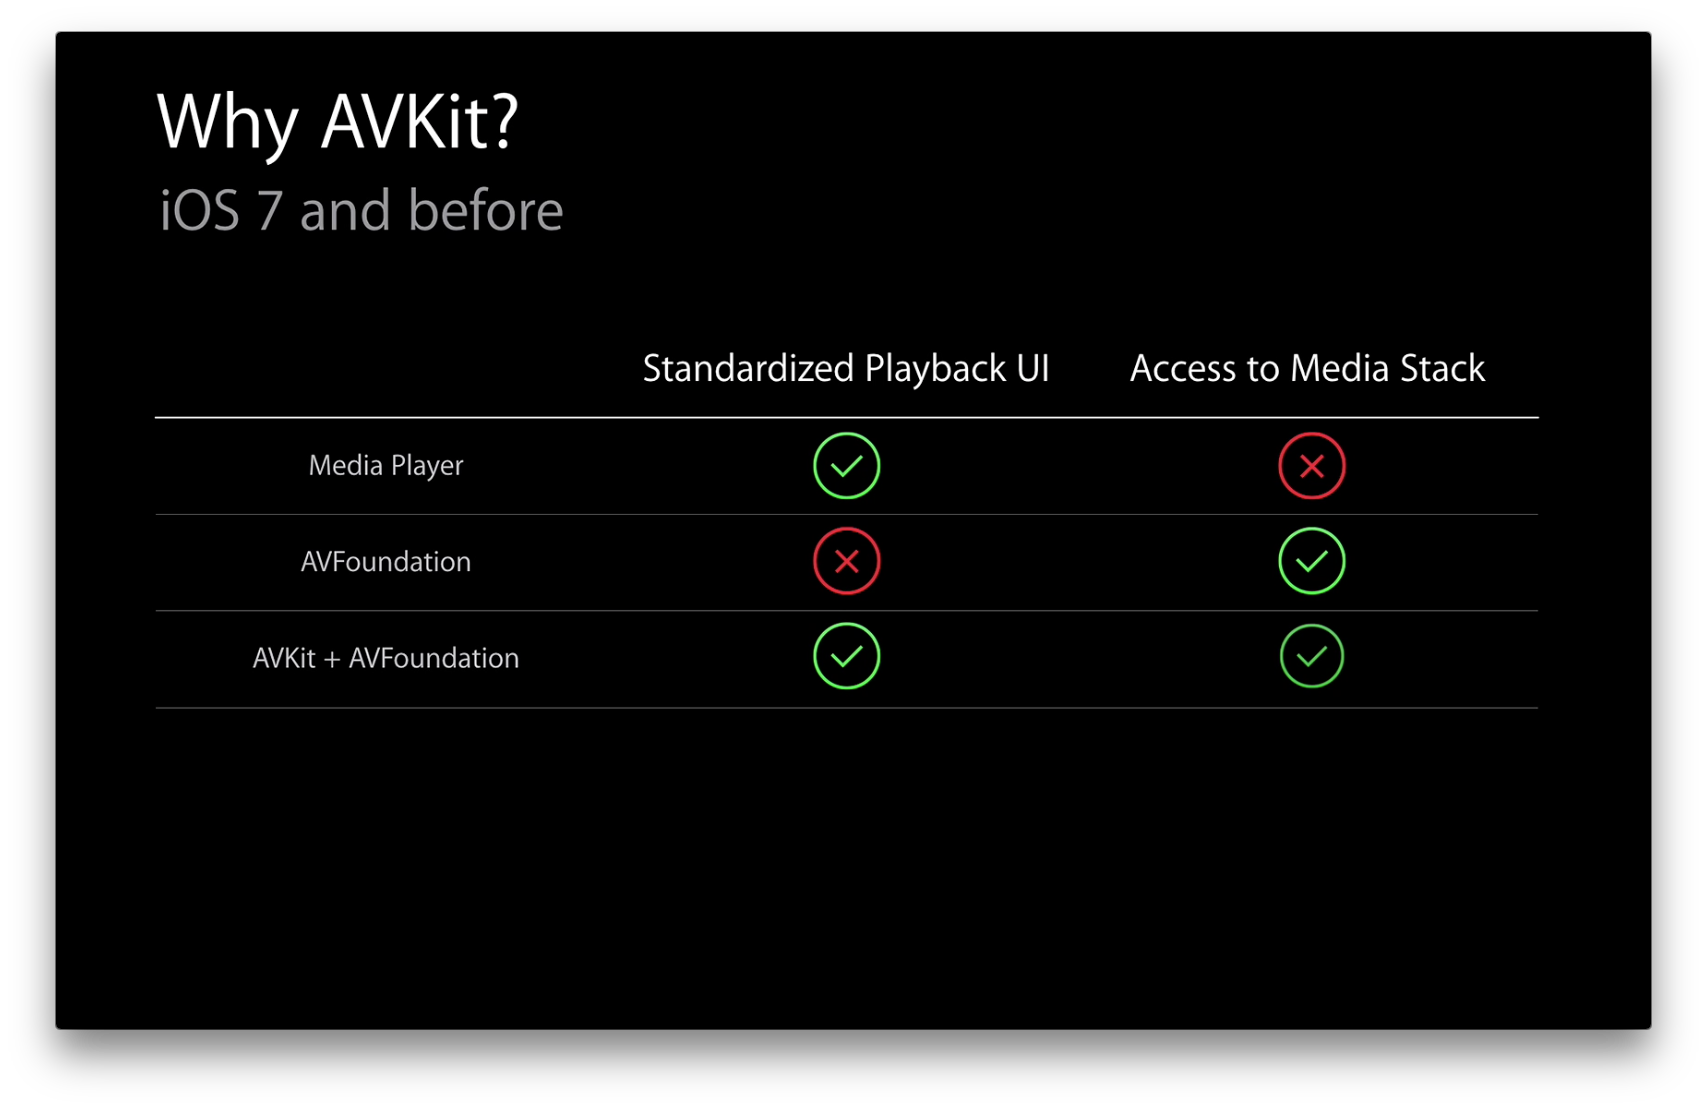 Why AVKit?
iOS 7 and before
Standardized Playback UI Access to Media Stack
Media Player
AVFoundation
AVKit + AVFoundation